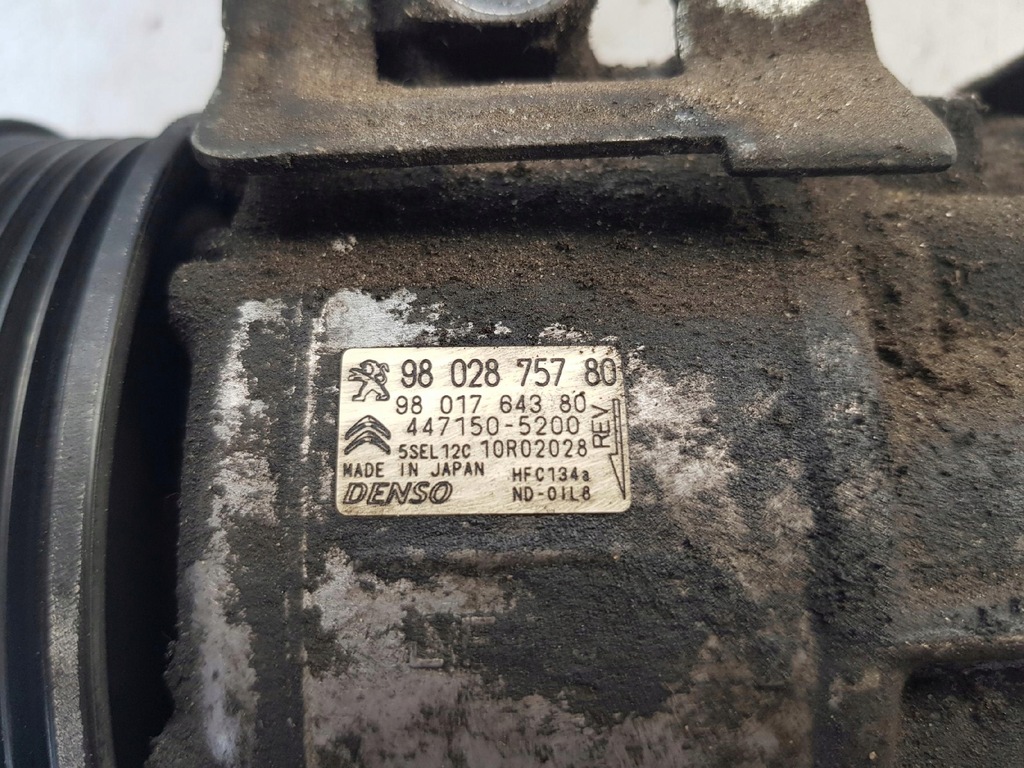 98 028 757 80
98 017 643 80
447150-5200
5SEL12C 10R02028
REV
MADE IN JAPAN HFC134a
DENSO ND-OIL8